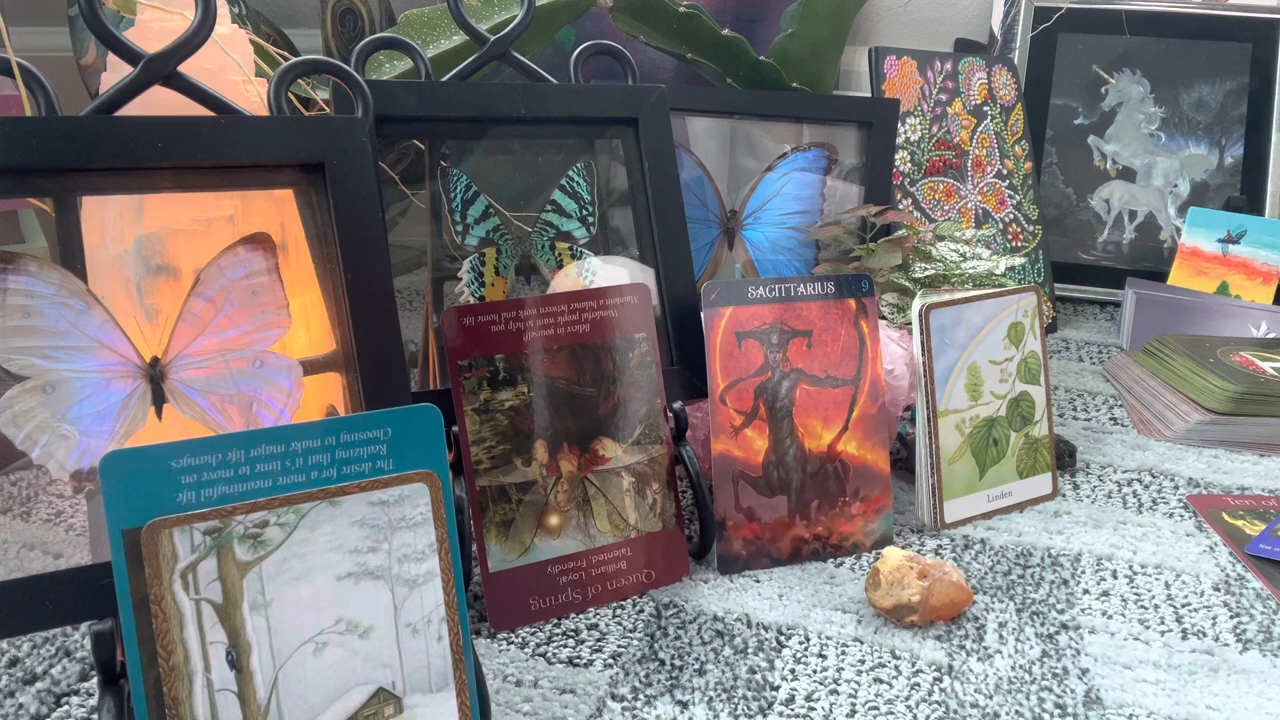 The desire for a more meaningful life.
Realizing that it's time to move on.
Choosing to make major life changes.
Queen of Spring
Brilliant, Loyal,
Talented, Friendly
Believe in yourself!
Wonderful people want to help you.
Maintain a balance between work and home life
SAGITTARIUS 9
Linden
Ten of